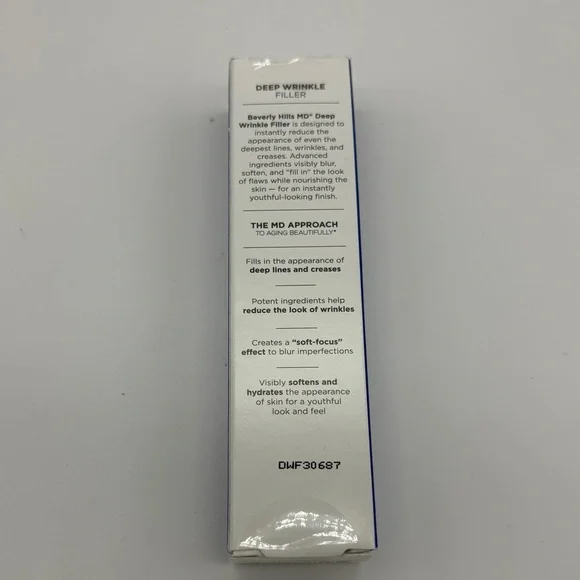 DEEP WRINKLE
FILLER
Beverly Hills MD® Deep
Wrinkle Filler is designed to
instantly reduce the
appearance of even the
deepest lines, wrinkles, and
creases. Advanced
ingredients visibly blur,
soften, and "fill in" the look
of flaws while nourishing the
skin — for an instantly
youthful-looking finish.
THE MD APPROACH
TO AGING BEAUTIFULLY*
Fills in the appearance of
deep lines and creases
Potent ingredients help
reduce the look of wrinkles
Creates a "soft-focus"
effect to blur imperfections
Visibly softens and
hydrates the appearance
of skin for a youthful
look and feel
DWF30687